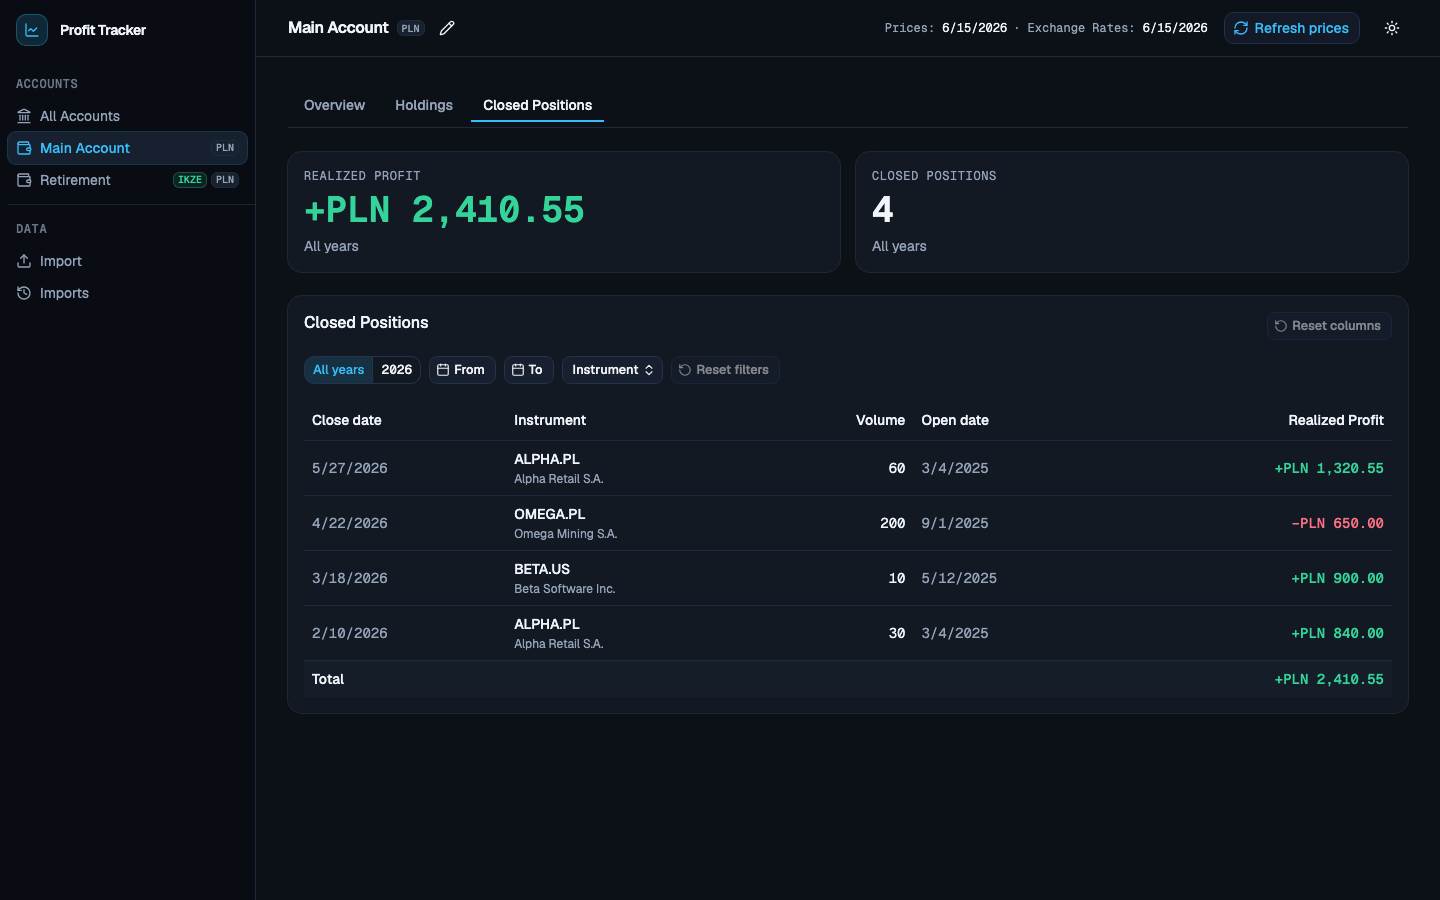 Profit Tracker
ACCOUNTS
All Accounts
Main Account PLN
Retirement IKZE PLN
DATA
Import
Imports
Main Account PLN
Prices: 6/15/2026 · Exchange Rates: 6/15/2026
Refresh prices
Overview Holdings Closed Positions
REALIZED PROFIT
+PLN 2,410.55
All years
CLOSED POSITIONS
4
All years
Closed Positions
Reset columns
All years 2026 From To Instrument Reset filters
Close date Instrument Volume Open date Realized Profit
5/27/2026 ALPHA.PL 60 3/4/2025 +PLN 1,320.55
Alpha Retail S.A.
4/22/2026 OMEGA.PL 200 9/1/2025 −PLN 650.00
Omega Mining S.A.
3/18/2026 BETA.US 10 5/12/2025 +PLN 900.00
Beta Software Inc.
2/10/2026 ALPHA.PL 30 3/4/2025 +PLN 840.00
Alpha Retail S.A.
Total +PLN 2,410.55